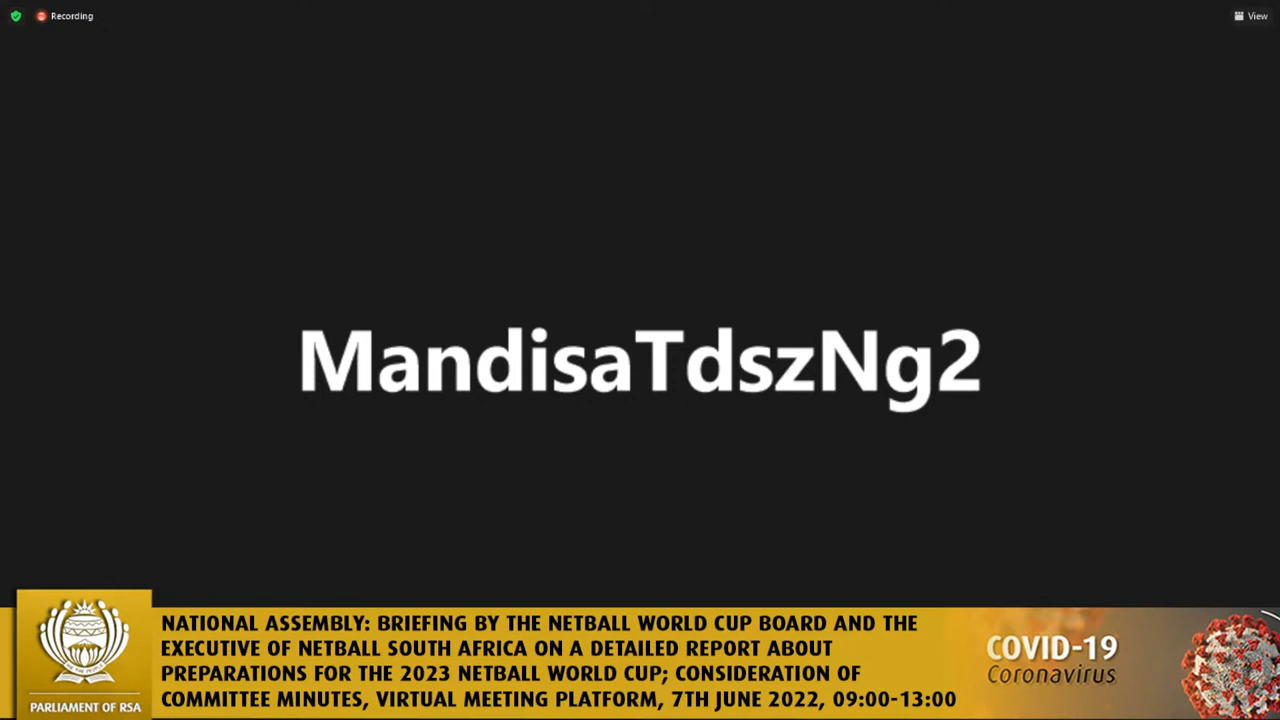 Recording
View
MandisaTdszNg2
NATIONAL ASSEMBLY: BRIEFING BY THE NETBALL WORLD CUP BOARD AND THE
EXECUTIVE OF NETBALL SOUTH AFRICA ON A DETAILED REPORT ABOUT
PREPARATIONS FOR THE 2023 NETBALL WORLD CUP; CONSIDERATION OF
COMMITTEE MINUTES, VIRTUAL MEETING PLATFORM, 7TH JUNE 2022, 09:00-13:00
PARLIAMENT OF RSA
COVID-19
Coronavirus